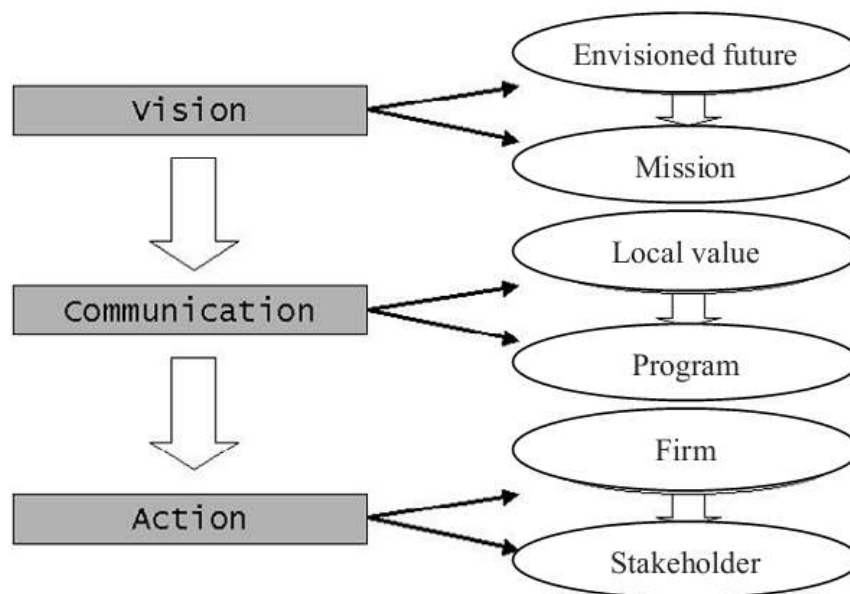 Envisioned future
Vision
Mission
Local value
Communication
Program
Firm
Action
Stakeholder